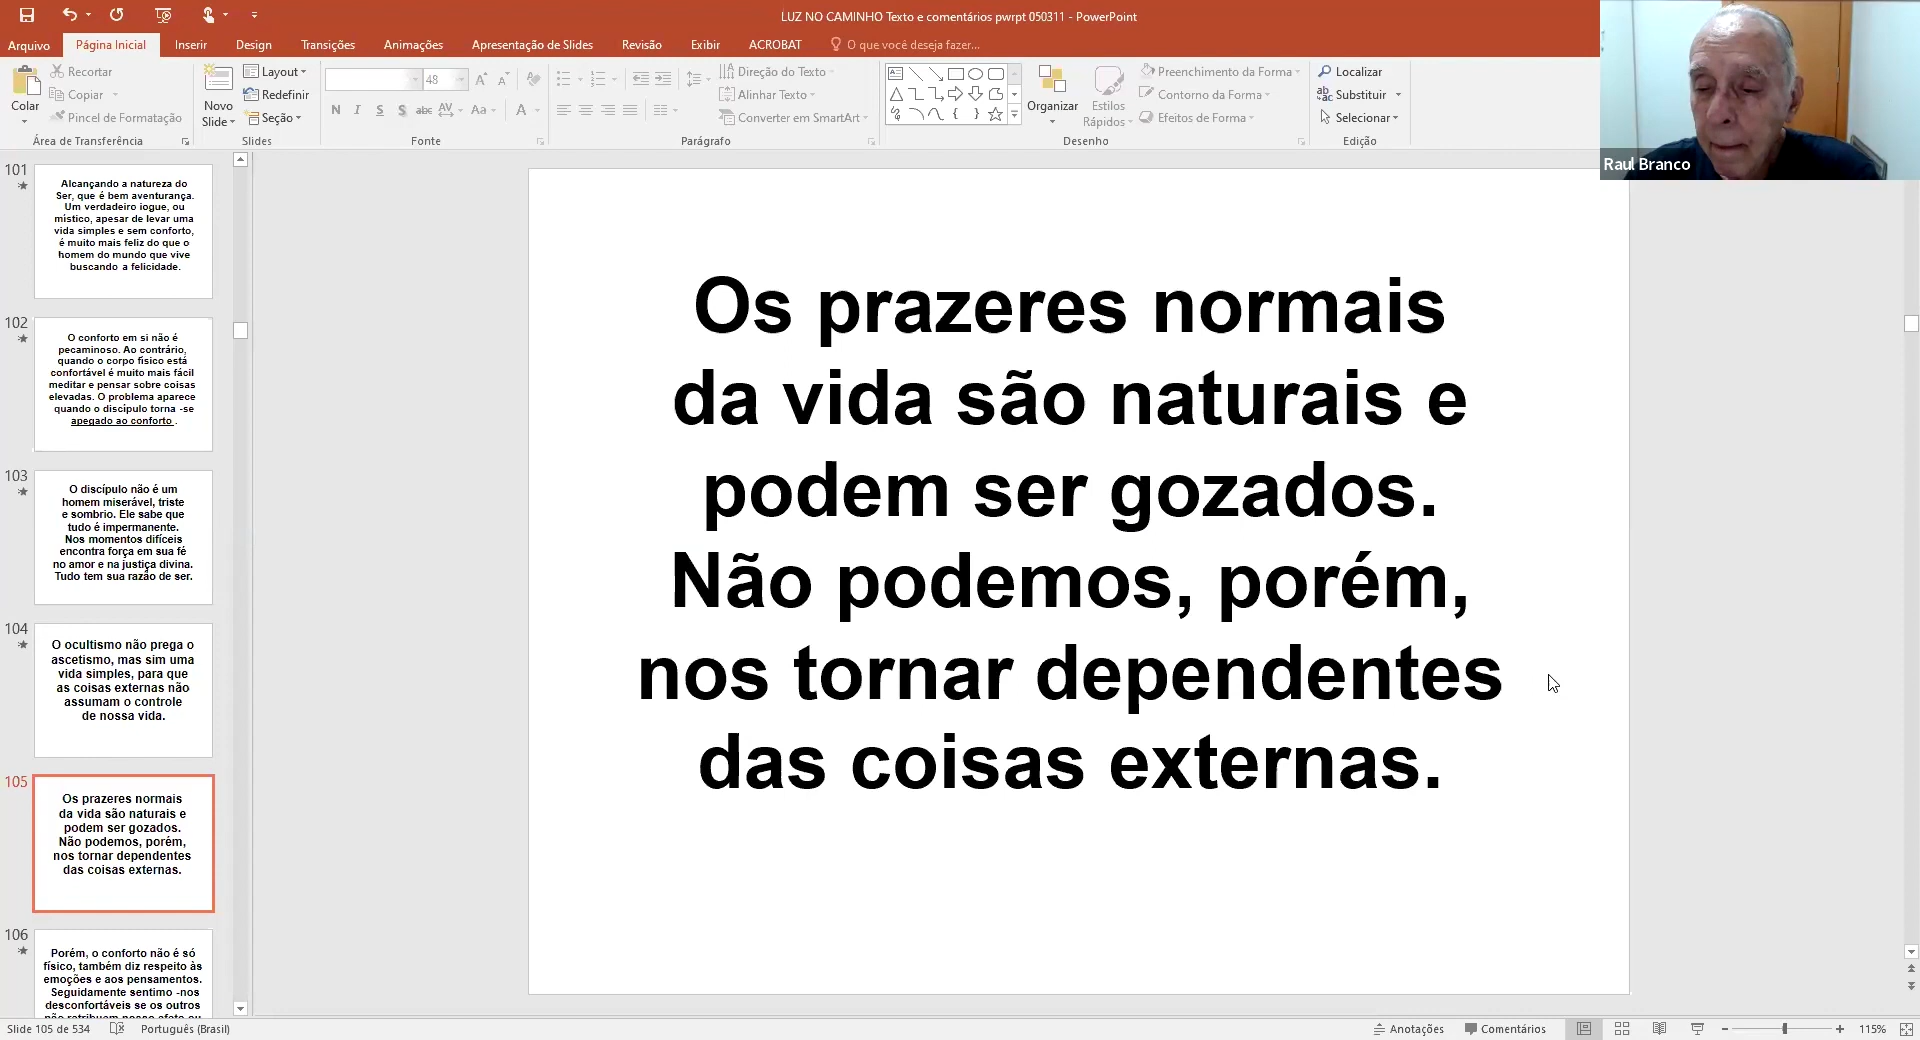 LUZ NO CAMINHO Texto e comentários pwrpt 050311 - PowerPoint
Arquivo Página Inicial Inserir Design Transições Animações Apresentação de Slides Revisão Exibir ACROBAT O que você deseja fazer...
Colar
Recortar
Copiar
Pincel de Formatação
Área de Transferência
Novo
Slide
Layout
Redefinir
Seção
Slides
48
N I S S abc AV Aa A
Fonte
Direção do Texto
Alinhar Texto
Converter em SmartArt
Parágrafo
Organizar
Estilos
Rápidos
Preenchimento da Forma
Contorno da Forma
Efeitos de Forma
Desenho
Localizar
Substituir
Selecionar
Edição
Raul Branco
101
Alcançando a natureza do
Ser, que é bem aventurança.
Um verdadeiro iogue, ou
místico, apesar de levar uma
vida simples e sem conforto,
é muito mais feliz do que o
homem do mundo que vive
buscando a felicidade.
102
O conforto em si não é
pecaminoso. Ao contrário,
quando o corpo físico está
confortável é muito mais fácil
meditar e pensar sobre coisas
elevadas. O problema aparece
quando o discípulo torna -se
apegado ao conforto .
103
O discípulo não é um
homem miserável, triste
e sombrio. Ele sabe que
tudo é impermanente.
Nos momentos difíceis
encontra força em sua fé
no amor e na justiça divina.
Tudo tem sua razão de ser.
104
O ocultismo não prega o
ascetismo, mas sim uma
vida simples, para que
as coisas externas não
assumam o controle
de nossa vida.
105
Os prazeres normais
da vida são naturais e
podem ser gozados.
Não podemos, porém,
nos tornar dependentes
das coisas externas.
106
Porém, o conforto não é só
físico, também diz respeito às
emoções e aos pensamentos.
Seguidamente sentimo -nos
desconfortáveis se os outros
Os prazeres normais
da vida são naturais e
podem ser gozados.
Não podemos, porém,
nos tornar dependentes
das coisas externas.
Slide 105 de 534 Português (Brasil) Anotações Comentários 115%